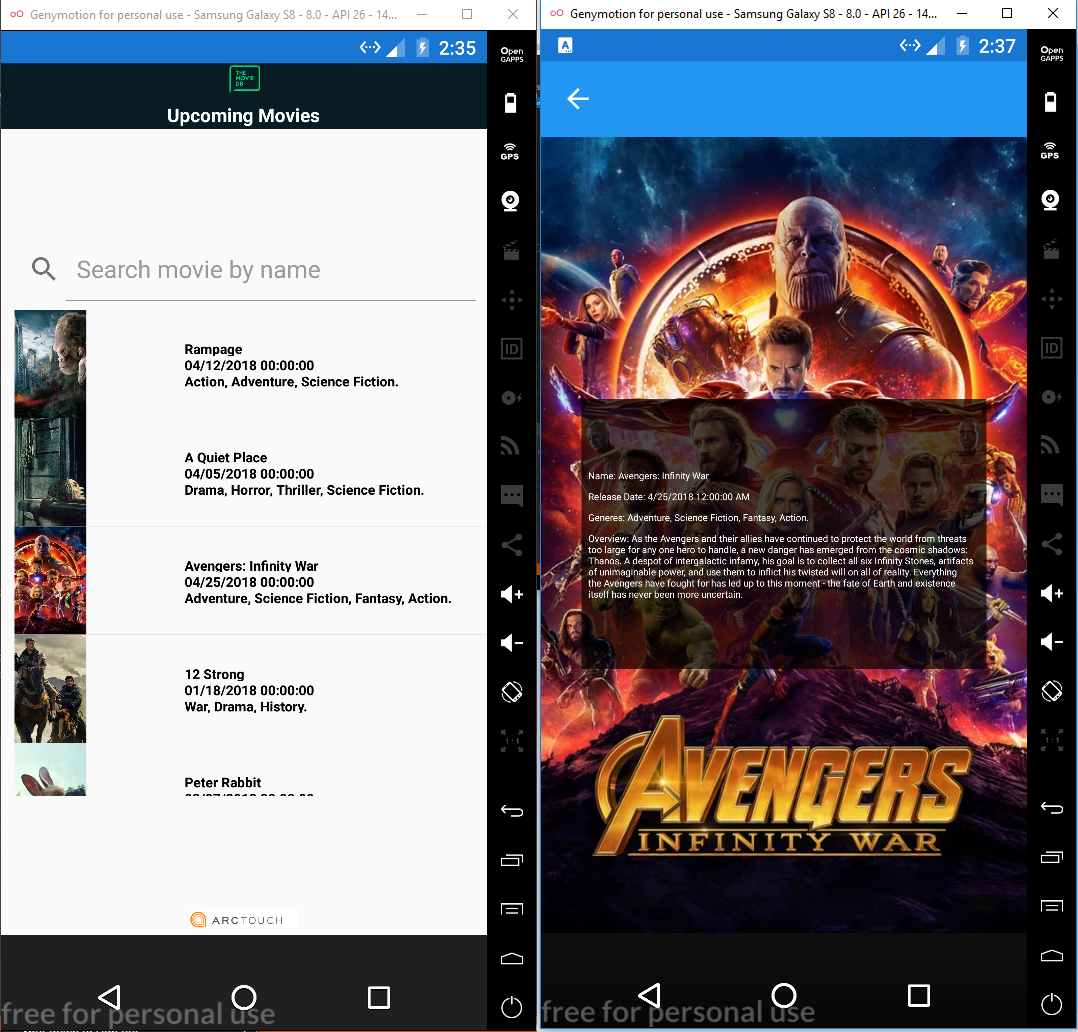 Genymotion for personal use - Samsung Galaxy S8 - 8.0 - API 26 - 14...
2:35
Open
GAPPS
THE
MOVIE
DB
Upcoming Movies
GPS
Search movie by name
ID
Rampage
04/12/2018 00:00:00
Action, Adventure, Science Fiction.
A Quiet Place
04/05/2018 00:00:00
Drama, Horror, Thriller, Science Fiction.
Avengers: Infinity War
04/25/2018 00:00:00
Adventure, Science Fiction, Fantasy, Action.
12 Strong
01/18/2018 00:00:00
War, Drama, History.
1:1
Peter Rabbit
ARCTOUCH
free for personal use
Genymotion for personal use - Samsung Galaxy S8 - 8.0 - API 26 - 14...
A
2:37
Open
GAPPS
GPS
ID
Name: Avengers: Infinity War
Release Date: 4/25/2018 12:00:00 AM
Generes: Adventure, Science Fiction, Fantasy, Action.
Overview: As the Avengers and their allies have continued to protect the world from threats
too large for any one hero to handle, a new danger has emerged from the cosmic shadows:
Thanos. A despot of intergalactic infamy, his goal is to collect all six Infinity Stones, artifacts
of unimaginable power, and use them to inflict his twisted will on all of reality. Everything
the Avengers have fought for has led up to this moment - the fate of Earth and existence
itself has never been more uncertain.
1:1
AVENGERS
INFINITY WAR
free for personal use